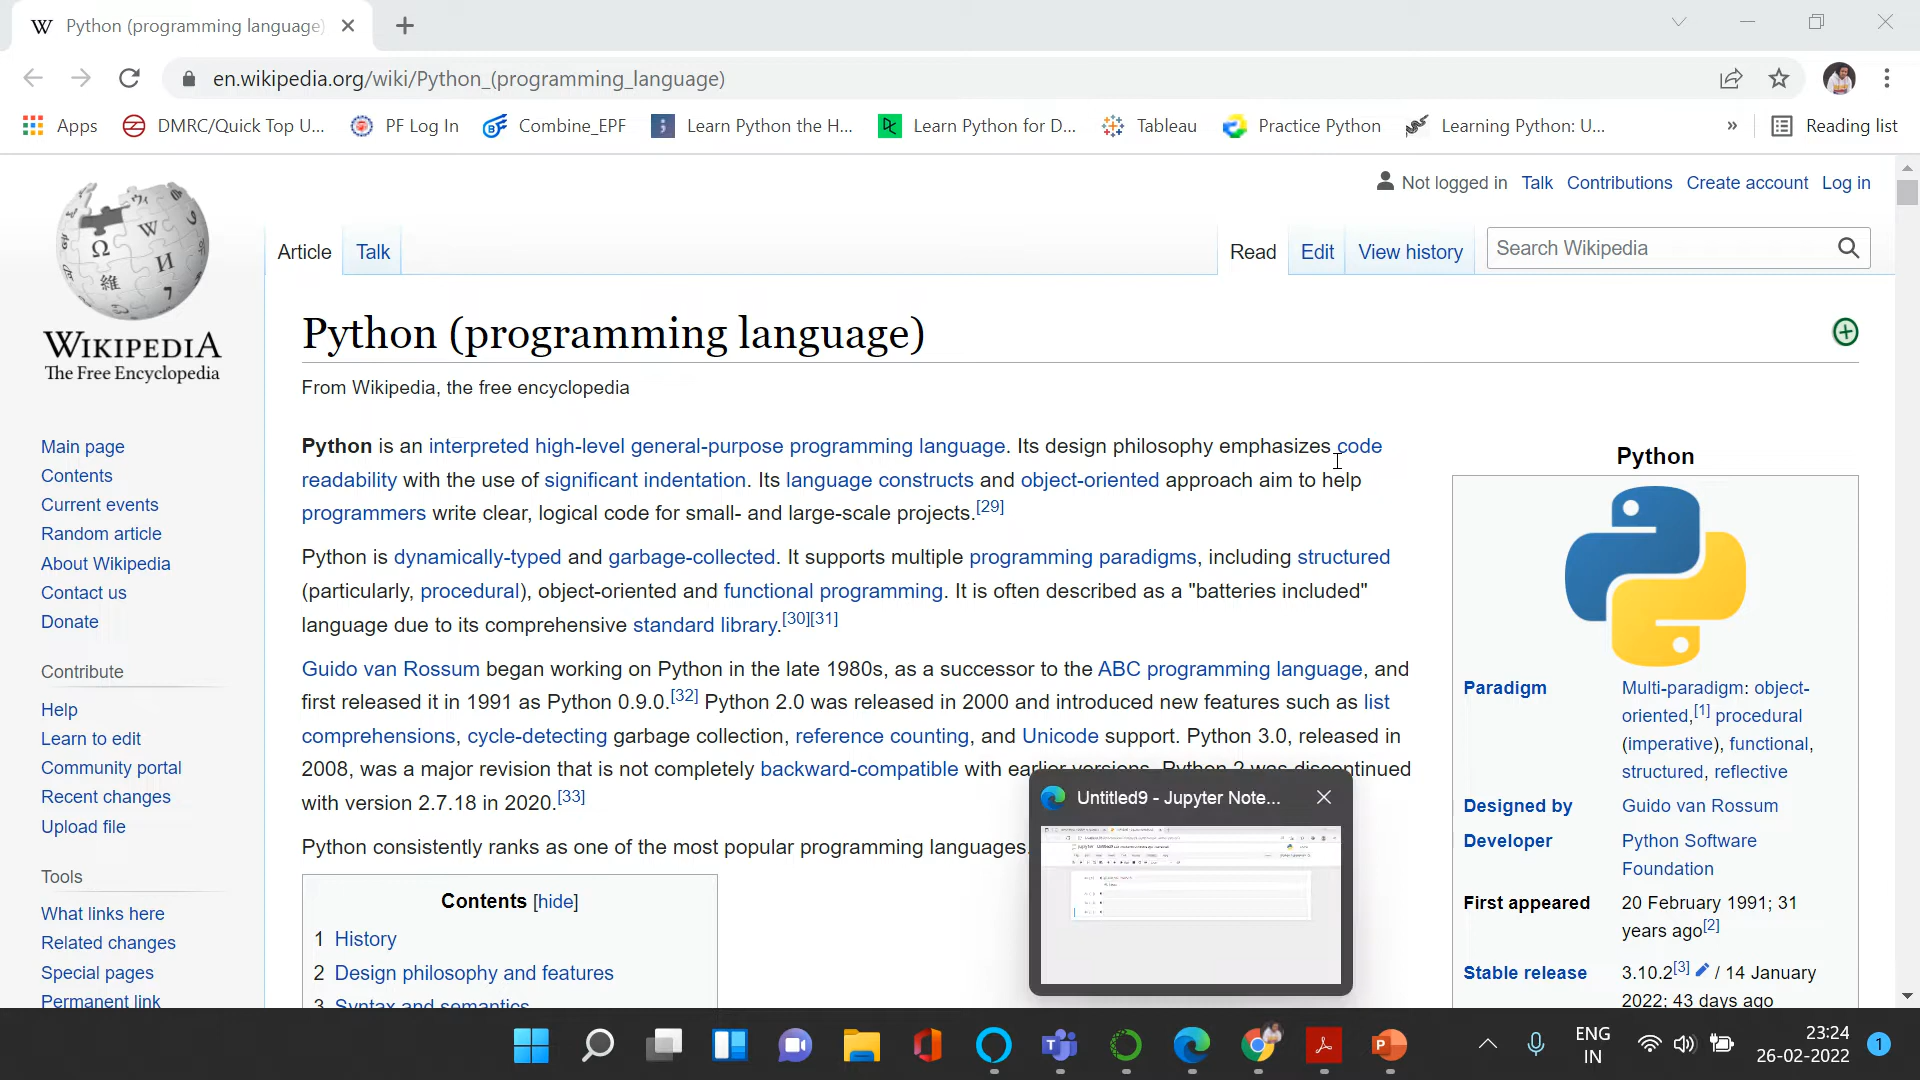 Python (programming language)
en.wikipedia.org/wiki/Python_(programming_language)
Apps
DMRC/Quick Top U...
PF Log In
Combine_EPF
Learn Python the H...
Learn Python for D...
Tableau
Practice Python
Learning Python: U...
»
Reading list
Not logged in Talk Contributions Create account Log in
Article Talk Read Edit View history Search Wikipedia
WIKIPEDIA
The Free Encyclopedia
Main page
Contents
Current events
Random article
About Wikipedia
Contact us
Donate
Contribute
Help
Learn to edit
Community portal
Recent changes
Upload file
Tools
What links here
Related changes
Special pages
Permanent link
Python (programming language)
From Wikipedia, the free encyclopedia
Python is an interpreted high-level general-purpose programming language. Its design philosophy emphasizes code
readability with the use of significant indentation. Its language constructs and object-oriented approach aim to help
programmers write clear, logical code for small- and large-scale projects.[29]
Python is dynamically-typed and garbage-collected. It supports multiple programming paradigms, including structured
(particularly, procedural), object-oriented and functional programming. It is often described as a "batteries included"
language due to its comprehensive standard library.[30][31]
Guido van Rossum began working on Python in the late 1980s, as a successor to the ABC programming language, and
first released it in 1991 as Python 0.9.0.[32] Python 2.0 was released in 2000 and introduced new features such as list
comprehensions, cycle-detecting garbage collection, reference counting, and Unicode support. Python 3.0, released in
2008, was a major revision that is not completely backward-compatible with earlier versions. Python 2 was discontinued
with version 2.7.18 in 2020.[33]
Python consistently ranks as one of the most popular programming languages.
Contents [hide]
1 History
2 Design philosophy and features
3 Syntax and semantics
Python
Paradigm Multi-paradigm: object-
oriented,[1] procedural
(imperative), functional,
structured, reflective
Designed by Guido van Rossum
Developer Python Software
Foundation
First appeared 20 February 1991; 31
years ago[2]
Stable release 3.10.2[3] / 14 January
2022; 43 days ago
Untitled9 - Jupyter Note...
ENG
IN
23:24
26-02-2022
1